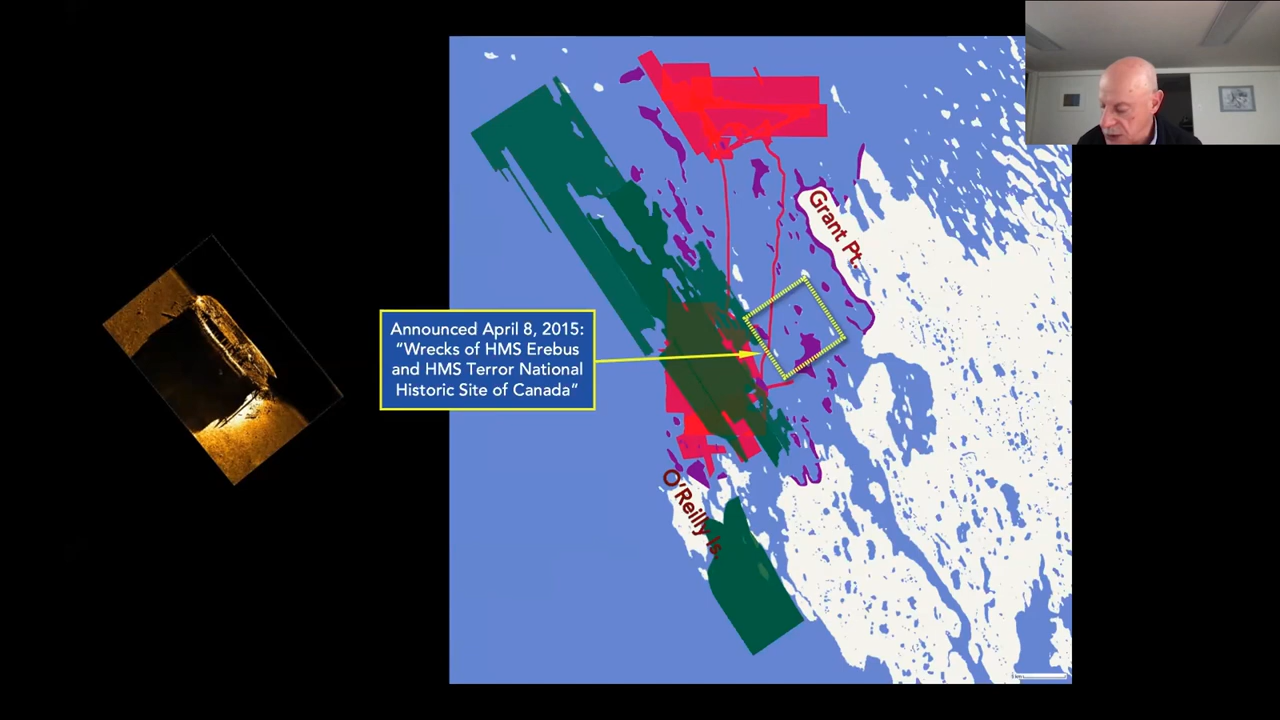 Grant Pt.
Announced April 8, 2015:
“Wrecks of HMS Erebus
and HMS Terror National
Historic Site of Canada”
O’Reilly Is.